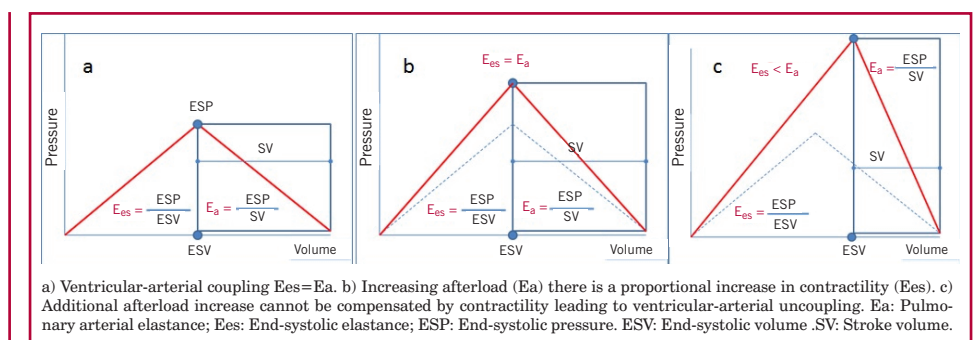 a
ESP
SV
Pressure
Ees = ESP/ESV
Ea = ESP/SV
ESV
Volume
b
Ees = Ea
SV
Pressure
Ees = ESP/ESV
Ea = ESP/SV
ESV
Volume
c
Ees < Ea
Ea = ESP/SV
SV
Pressure
Ees = ESP/ESV
ESV
Volume
a) Ventricular-arterial coupling Ees=Ea. b) Increasing afterload (Ea) there is a proportional increase in contractility (Ees). c)
Additional afterload increase cannot be compensated by contractility leading to ventricular-arterial uncoupling. Ea: Pulmo-
nary arterial elastance; Ees: End-systolic elastance; ESP: End-systolic pressure. ESV: End-systolic volume .SV: Stroke volume.